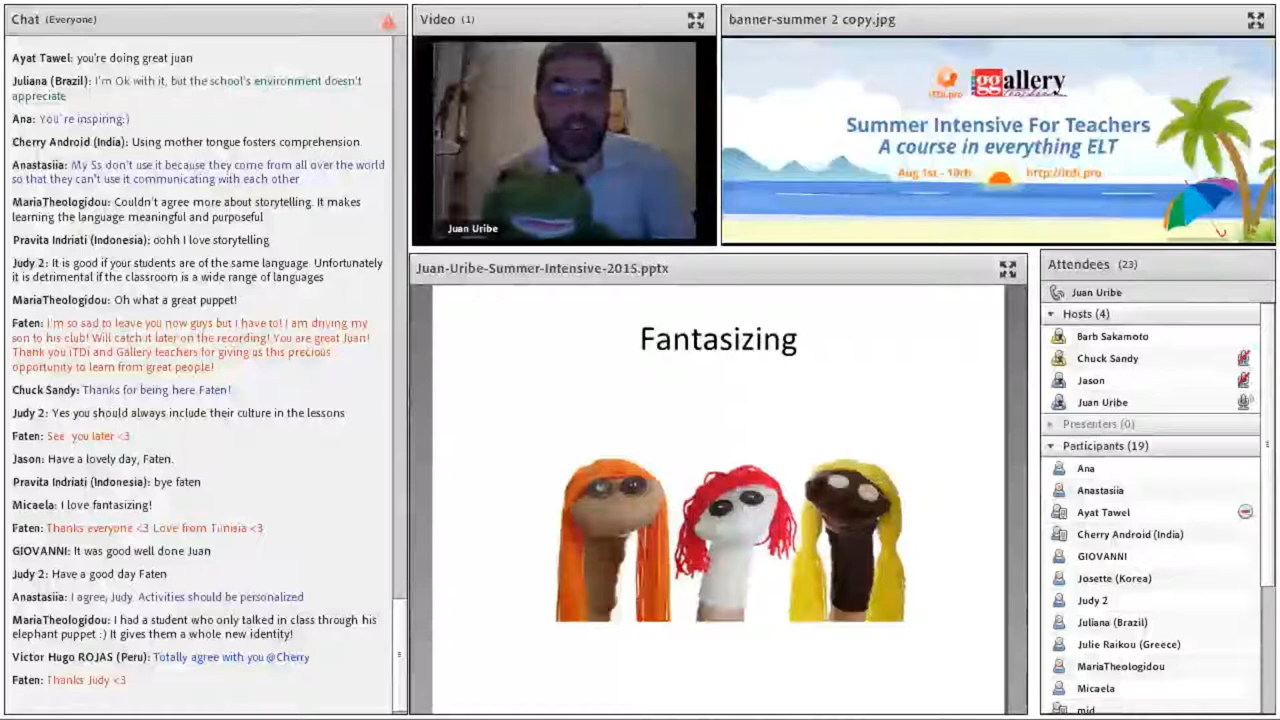 Chat (Everyone)
Ayat Tawel: you're doing great juan
Juliana (Brazil): I'm Ok with it, but the school's environment doesn't
appreciate
Ana: You're inspiring:)
Cherry Android (India): Using mother tongue fosters comprehension
Anastasiia: My Ss don't use it because they come from all over the world
so that they can't use it communicating with each other
MariaTheologidou: Couldn't agree more about storytelling. It makes
learning the language meaningful and purposeful
Pravita Indriati (Indonesia): oohh I love storytelling
Judy 2: It is good if your students are of the same language. Unfortunately
it is detrimental if the classroom is a wide range of languages
MariaTheologidou: Oh what a great puppet!
Faten: I'm so sad to leave you now guys but I have to! I am driving my
son to his club! Will catch it later on the recording! You are great Juan!
Thank you iTDi and Gallery teachers for giving us this precious
opportunity to learn from great people!
Chuck Sandy: Thanks for being here Faten!
Judy 2: Yes you should always include their culture in the lessons
Faten: See you later <3
Jason: Have a lovely day, Faten.
Pravita Indriati (Indonesia): bye faten
Micaela: I love fantasizing!
Faten: Thanks everyone <3 Love from Tunisia <3
GIOVANNI: It was good well done Juan
Judy 2: Have a good day Faten
Anastasiia: I agree, Judy. Activities should be personalized
MariaTheologidou: I had a student who only talked in class through his
elephant puppet :) It gives them a whole new identity!
Victor Hugo ROJAS (Peru): Totally agree with you @Cherry
Faten: Thanks Judy <3
Video (1)
Juan Uribe
banner-summer 2 copy.jpg
iTDi.pro
ggallery
teachers
Summer Intensive For Teachers
A course in everything ELT
Aug 1st - 10th http://itdi.pro
Juan-Uribe-Summer-Intensive-2015.pptx
Fantasizing
Attendees (23)
Juan Uribe
Hosts (4)
Barb Sakamoto
Chuck Sandy
Jason
Juan Uribe
Presenters (0)
Participants (19)
Ana
Anastasiia
Ayat Tawel
Cherry Android (India)
GIOVANNI
Josette (Korea)
Judy 2
Juliana (Brazil)
Julie Raikou (Greece)
MariaTheologidou
Micaela